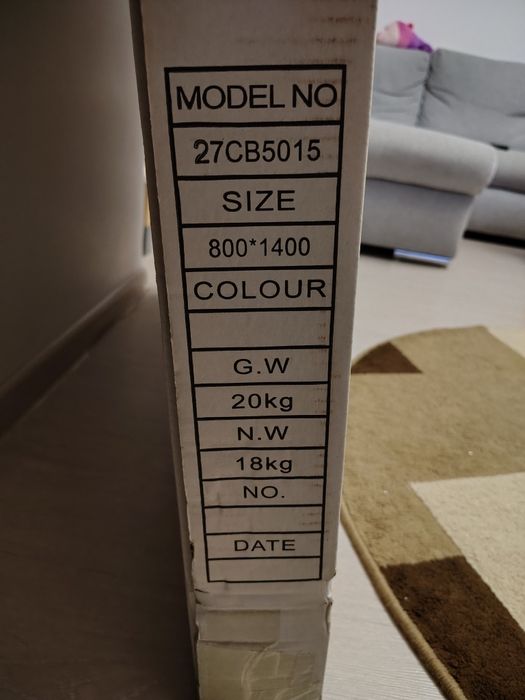 MODEL NO
27CB5015
SIZE
800*1400
COLOUR
G.W
20kg
N.W
18kg
NO.
DATE